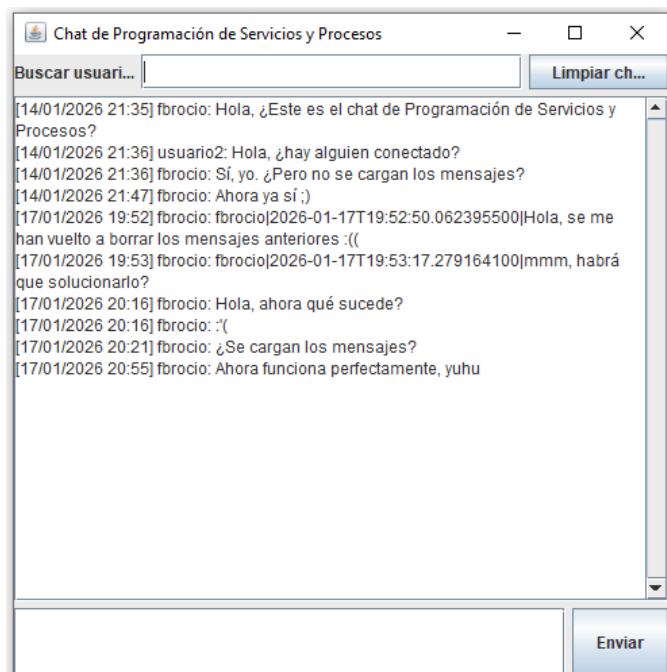 Chat de Programación de Servicios y Procesos
Buscar usuari...
Limpiar ch...
[14/01/2026 21:35] fbrocio: Hola, ¿Este es el chat de Programación de Servicios y
Procesos?
[14/01/2026 21:36] usuario2: Hola, ¿hay alguien conectado?
[14/01/2026 21:36] fbrocio: Sí, yo. ¿Pero no se cargan los mensajes?
[14/01/2026 21:47] fbrocio: Ahora ya sí ;)
[17/01/2026 19:52] fbrocio: fbrocio|2026-01-17T19:52:50.062395500|Hola, se me
han vuelto a borrar los mensajes anteriores :((
[17/01/2026 19:53] fbrocio: fbrocio|2026-01-17T19:53:17.279164100|mmm, habrá
que solucionarlo?
[17/01/2026 20:16] fbrocio: Hola, ahora qué sucede?
[17/01/2026 20:16] fbrocio: :'(
[17/01/2026 20:21] fbrocio: ¿Se cargan los mensajes?
[17/01/2026 20:55] fbrocio: Ahora funciona perfectamente, yuhu
Enviar